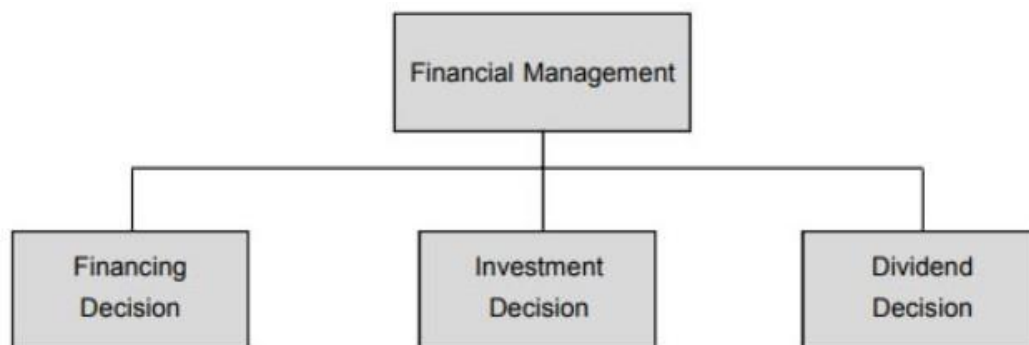 Financial Management
Financing
Decision
Investment
Decision
Dividend
Decision